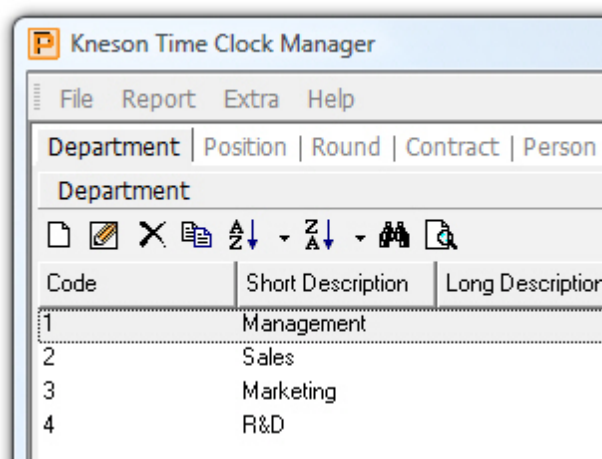 Kneson Time Clock Manager
File Report Extra Help
Department | Position | Round | Contract | Person
Department
Code Short Description Long Description
1 Management
2 Sales
3 Marketing
4 R&D